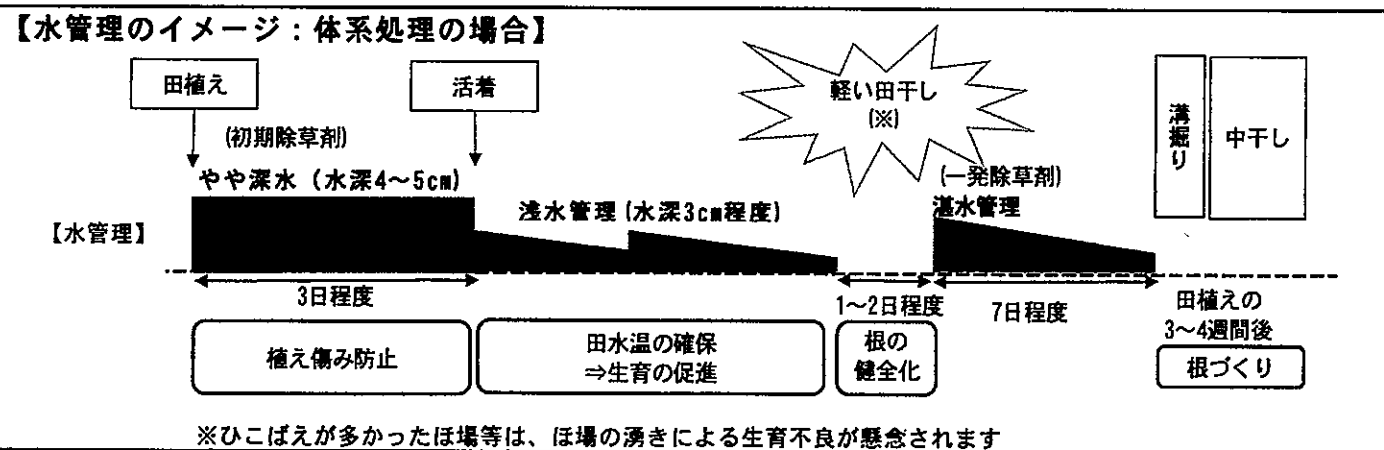 【水管理のイメージ：体系処理の場合】
田植え
活着
軽い田干し
(※)
溝掘り
中干し
(初期除草剤)
やや深水（水深4～5cm)
浅水管理(水深3cm程度)
(一発除草剤)
湛水管理
【水管理】
3日程度
1～2日程度
7日程度
田植えの
3～4週間後
植え傷み防止
田水温の確保
⇒生育の促進
根の
健全化
根づくり
※ひこばえが多かったほ場等は、ほ場の湧きによる生育不良が懸念されます